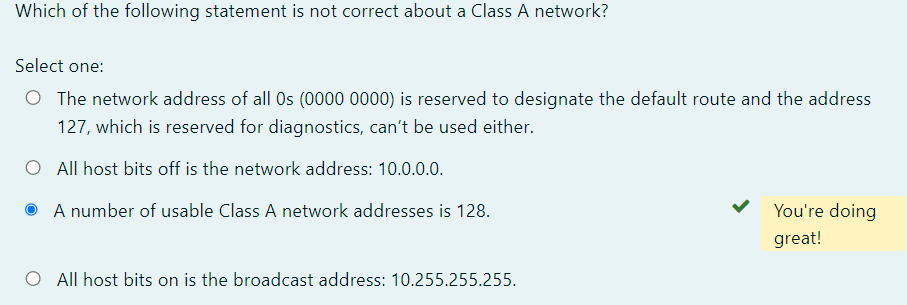 Which of the following statement is not correct about a Class A network?
Select one:
The network address of all 0s (0000 0000) is reserved to designate the default route and the address
127, which is reserved for diagnostics, can't be used either.
All host bits off is the network address: 10.0.0.0.
A number of usable Class A network addresses is 128.
You're doing
great!
All host bits on is the broadcast address: 10.255.255.255.